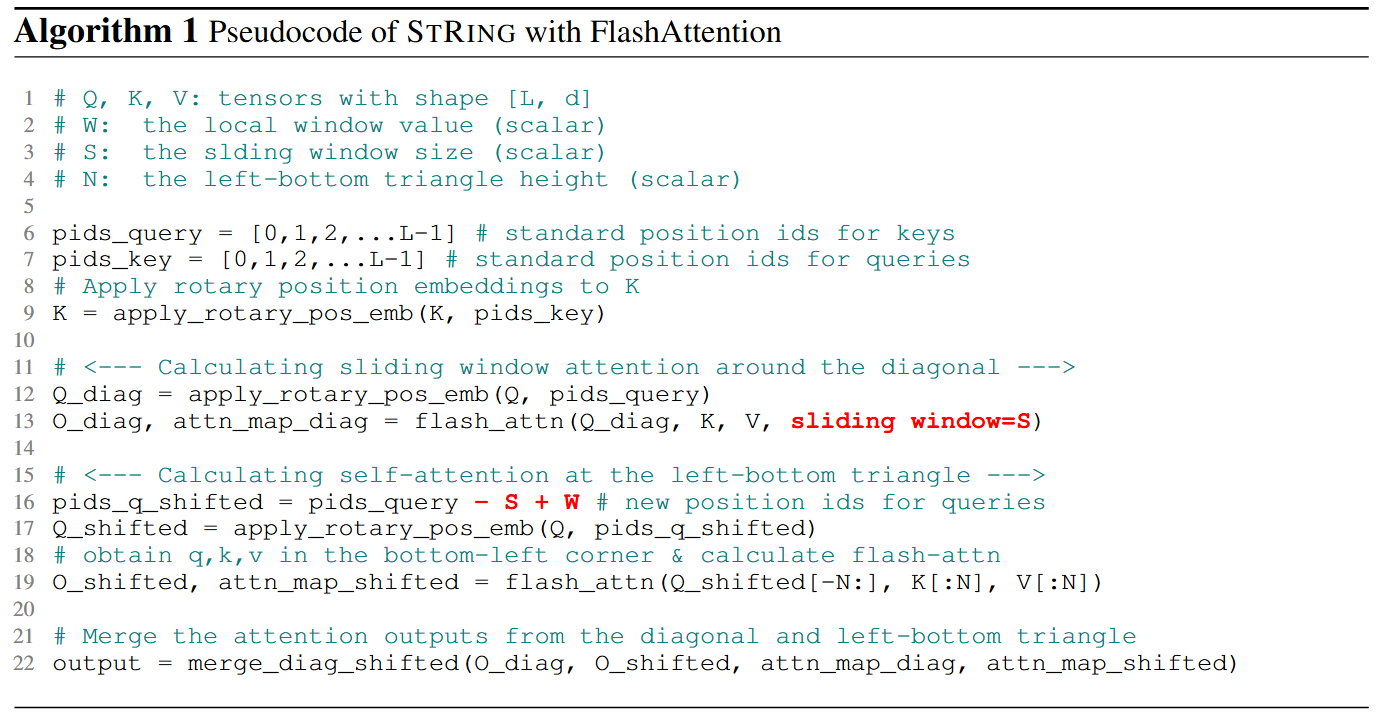 Algorithm 1 Pseudocode of STRING with FlashAttention
1 # Q, K, V: tensors with shape [L, d]
2 # W:  the local window value (scalar)
3 # S:  the slding window size (scalar)
4 # N:  the left-bottom triangle height (scalar)
5
6 pids_query = [0,1,2,...L-1] # standard position ids for keys
7 pids_key = [0,1,2,...L-1] # standard position ids for queries
8 # Apply rotary position embeddings to K
9 K = apply_rotary_pos_emb(K, pids_key)
10
11 # <--- Calculating sliding window attention around the diagonal --->
12 Q_diag = apply_rotary_pos_emb(Q, pids_query)
13 O_diag, attn_map_diag = flash_attn(Q_diag, K, V, sliding window=S)
14
15 # <--- Calculating self-attention at the left-bottom triangle --->
16 pids_q_shifted = pids_query - S + W # new position ids for queries
17 Q_shifted = apply_rotary_pos_emb(Q, pids_q_shifted)
18 # obtain q,k,v in the bottom-left corner & calculate flash-attn
19 O_shifted, attn_map_shifted = flash_attn(Q_shifted[-N:], K[:N], V[:N])
20
21 # Merge the attention outputs from the diagonal and left-bottom triangle
22 output = merge_diag_shifted(O_diag, O_shifted, attn_map_diag, attn_map_shifted)